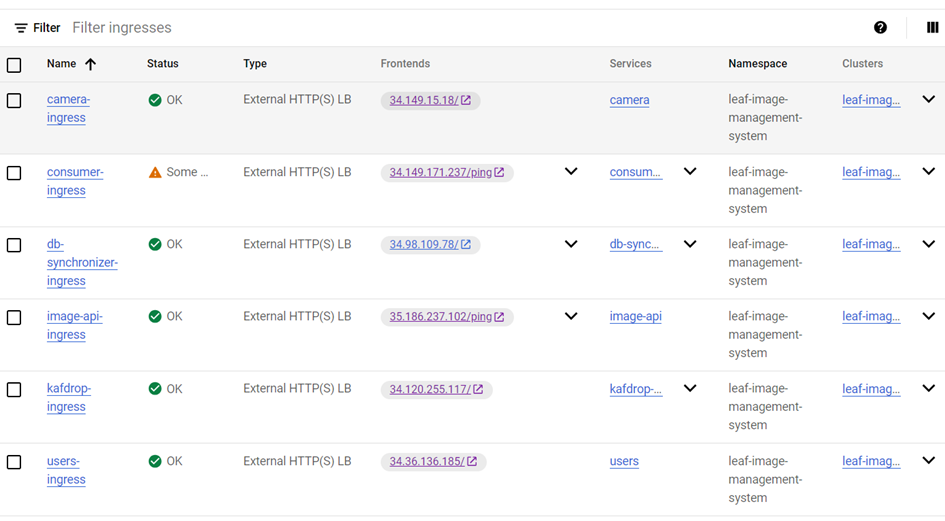 Filter Filter ingresses
Name Status Type Frontends Services Namespace Clusters
camera- OK External HTTP(S) LB 34.149.15.18/ camera leaf-image- leaf-imag...
ingress management-
system
consumer- Some ... External HTTP(S) LB 34.149.171.237/ping consum... leaf-image- leaf-imag...
ingress management-
system
db- OK External HTTP(S) LB 34.98.109.78/ db-sync... leaf-image- leaf-imag...
synchronizer- management-
ingress system
image-api- OK External HTTP(S) LB 35.186.237.102/ping image-api leaf-image- leaf-imag...
ingress management-
system
kafdrop- OK External HTTP(S) LB 34.120.255.117/ kafdrop-... leaf-image- leaf-imag...
ingress management-
system
users- OK External HTTP(S) LB 34.36.136.185/ users leaf-image- leaf-imag...
ingress management-
system